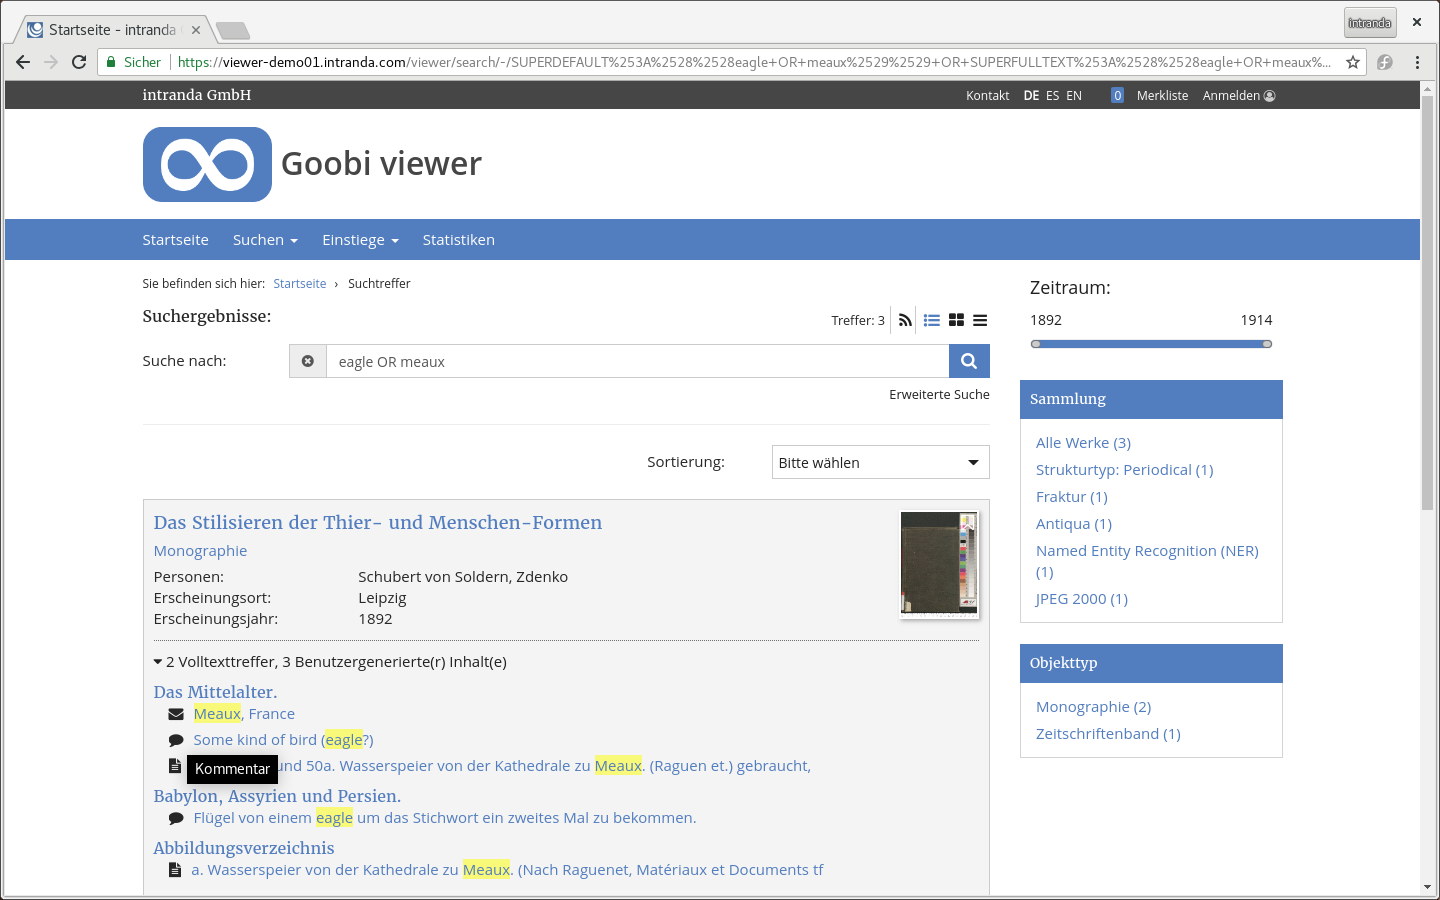 Startseite - intranda
intranda
Sicher https://viewer-demo01.intranda.com/viewer/search/-/SUPERDEFAULT%253A%2528%2528eagle+OR+meaux%2529%2529+OR+SUPERFULLTEXT%253A%2528%2528eagle+OR+meaux%...
intranda GmbH
Kontakt DE ES EN 0 Merkliste Anmelden
Goobi viewer
Startseite Suchen Einstiege Statistiken
Sie befinden sich hier: Startseite › Suchtreffer
Suchergebnisse:
Treffer: 3
Suche nach: eagle OR meaux
Erweiterte Suche
Sortierung: Bitte wählen
Das Stilisieren der Thier- und Menschen-Formen
Monographie
Personen: Schubert von Soldern, Zdenko
Erscheinungsort: Leipzig
Erscheinungsjahr: 1892
2 Volltexttreffer, 3 Benutzergenerierte(r) Inhalt(e)
Das Mittelalter.
Meaux, France
Some kind of bird (eagle?)
Kommentar
und 50a. Wasserspeier von der Kathedrale zu Meaux. (Raguen et.) gebraucht,
Babylon, Assyrien und Persien.
Flügel von einem eagle um das Stichwort ein zweites Mal zu bekommen.
Abbildungsverzeichnis
a. Wasserspeier von der Kathedrale zu Meaux. (Nach Raguenet, Matériaux et Documents tf
Zeitraum:
1892 1914
Sammlung
Alle Werke (3)
Strukturtyp: Periodical (1)
Fraktur (1)
Antiqua (1)
Named Entity Recognition (NER)
(1)
JPEG 2000 (1)
Objekttyp
Monographie (2)
Zeitschriftenband (1)